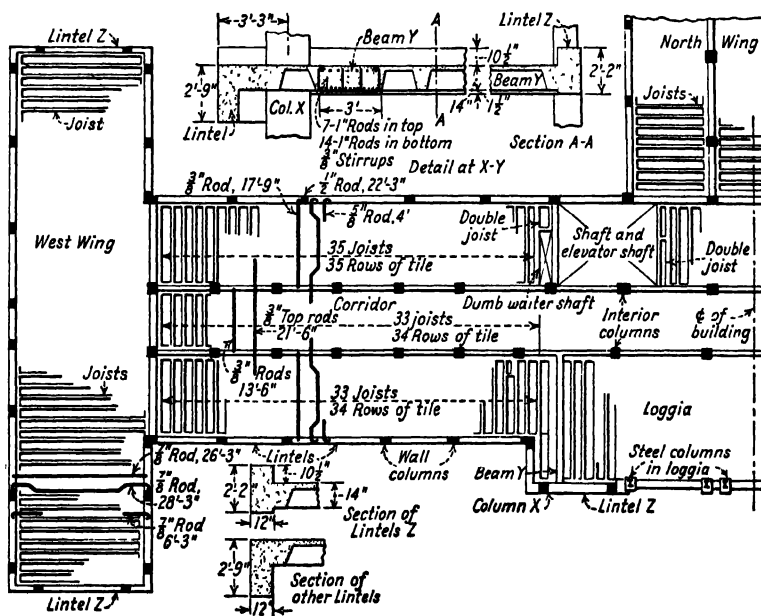 Lintel Z
3'-3"
A
Lintel Z
Beam Y
10½"
North Wing
2'-9"
Beam Y
2'-2"
Joist
Lintel
Col. X
3'
14"
1½"
A
Joists
7-1" Rods in top
14-1" Rods in bottom
⅜" Stirrups
Section A-A
Detail at X-Y
⅜" Rod, 17'-9"
½" Rod, 22'-3"
⅝" Rod, 4'
West Wing
Double joist
Shaft and elevator shaft
Double joist
35 Joists
35 Rows of tile
Corridor
Dumb waiter shaft
⅜" Top rods
21'-6"
33 joists
34 Rows of tile
Interior columns
℄ of building
⅜" Rods
13'-6"
Joists
33 Joists
34 Rows of tile
Loggia
⅞" Rod, 26'-3"
Lintels
Wall columns
Beam Y
Steel columns in loggia
⅞" Rod,
28'-3"
10½"
2'-2"
14"
12"
Section of Lintels Z
Column X
Lintel Z
⅞" Rod
6'-3"
2'-9"
12"
Section of other Lintels
Lintel Z